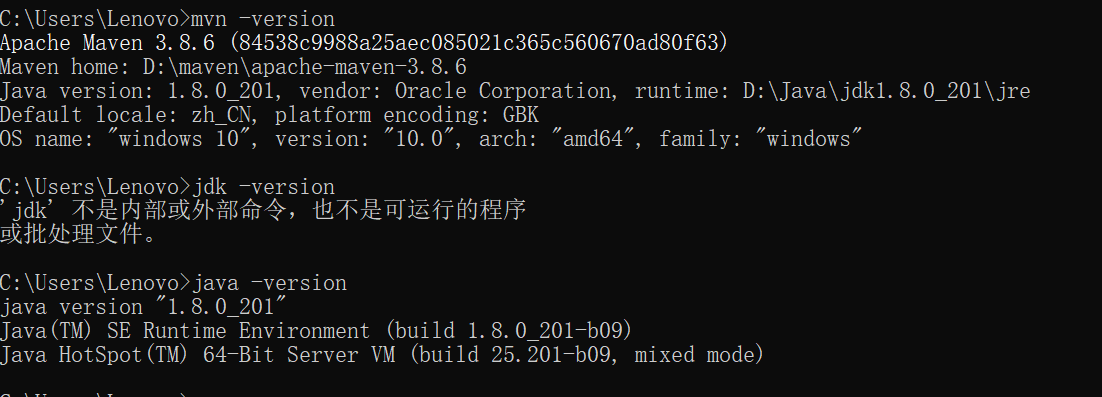 C:\Users\Lenovo>mvn -version
Apache Maven 3.8.6 (84538c9988a25aec085021c365c560670ad80f63)
Maven home: D:\maven\apache-maven-3.8.6
Java version: 1.8.0_201, vendor: Oracle Corporation, runtime: D:\Java\jdk1.8.0_201\jre
Default locale: zh_CN, platform encoding: GBK
OS name: "windows 10", version: "10.0", arch: "amd64", family: "windows"
C:\Users\Lenovo>jdk -version
'jdk' 不是内部或外部命令，也不是可运行的程序
或批处理文件。
C:\Users\Lenovo>java -version
java version "1.8.0_201"
Java(TM) SE Runtime Environment (build 1.8.0_201-b09)
Java HotSpot(TM) 64-Bit Server VM (build 25.201-b09, mixed mode)